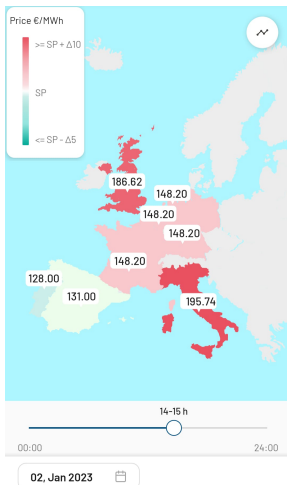 Price €/MWh
>= SP + Δ10
SP
<= SP - Δ5
186.62
148.20
148.20
148.20
148.20
128.00
131.00
195.74
14-15 h
00:00
24:00
02, Jan 2023